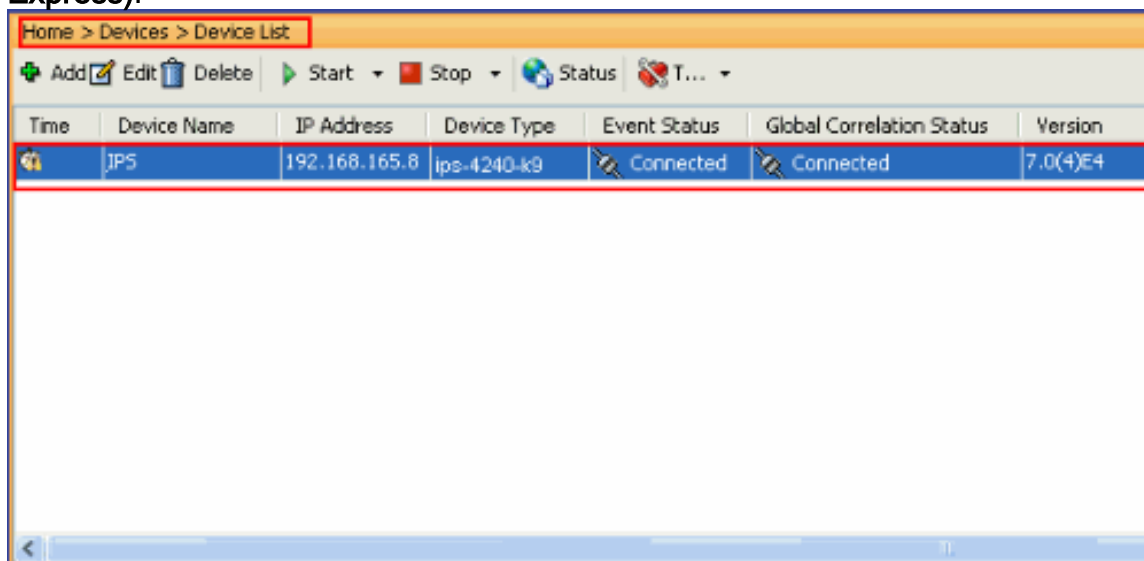 Express).
Home > Devices > Device List
Add Edit Delete Start Stop Status T...
Time Device Name IP Address Device Type Event Status Global Correlation Status Version
IPS 192.168.165.8 ips-4240-k9 Connected Connected 7.0(4)E4